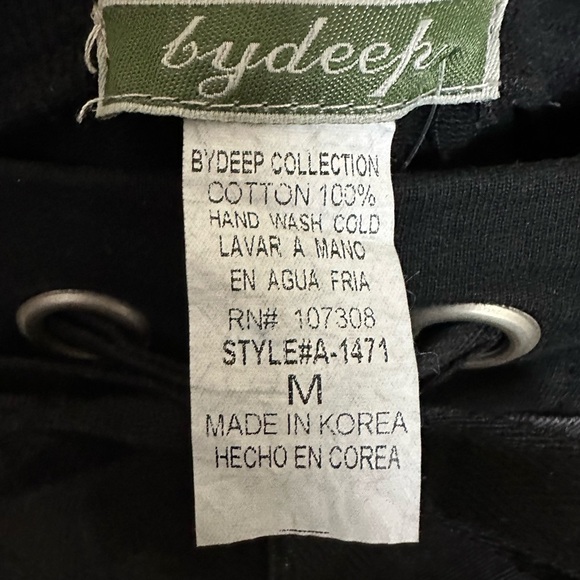 bydeep
BYDEEP COLLECTION
COTTON 100%
HAND WASH COLD
LAVAR A MANO
EN AGUA FRIA
RN# 107308
STYLE#A-1471
M
MADE IN KOREA
HECHO EN COREA